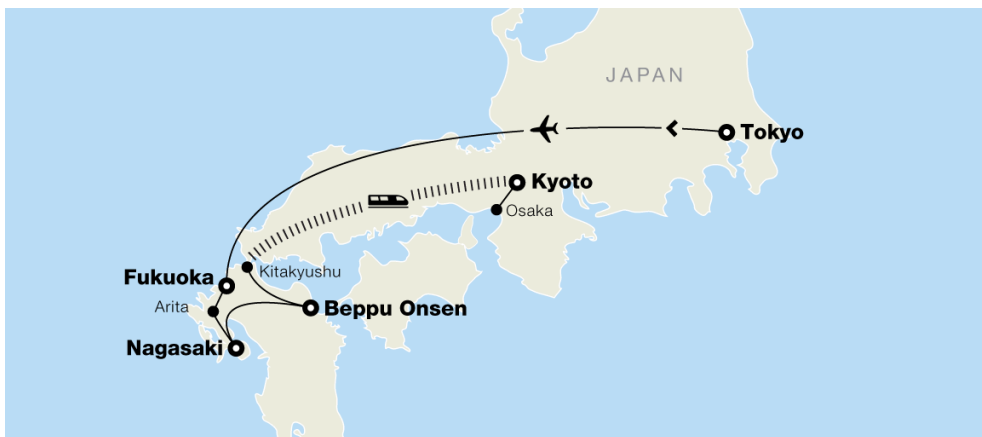 JAPAN
Tokyo
Kyoto
Osaka
Kitakyushu
Fukuoka
Arita
Beppu Onsen
Nagasaki